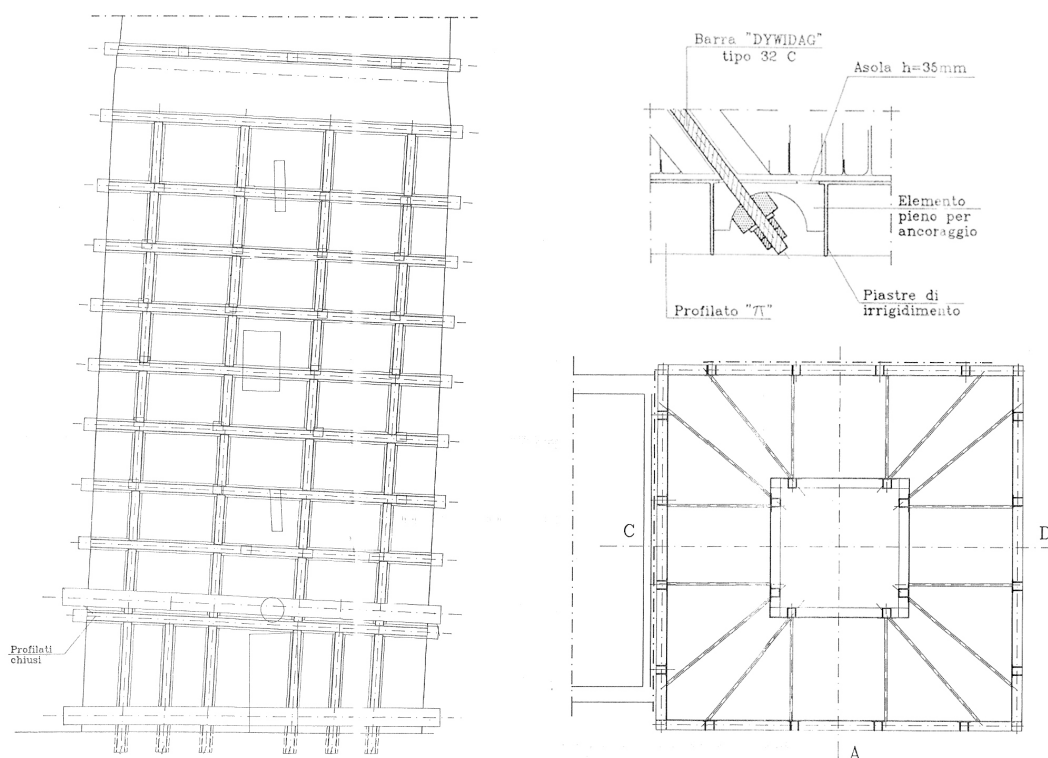 Barra "DYWIDAG"
tipo 32 C
Asola h=35mm
Elemento
pieno per
ancoraggio
Piastre di
irrigidimento
Profilato "π"
Profilati
chiusi
C
D
A